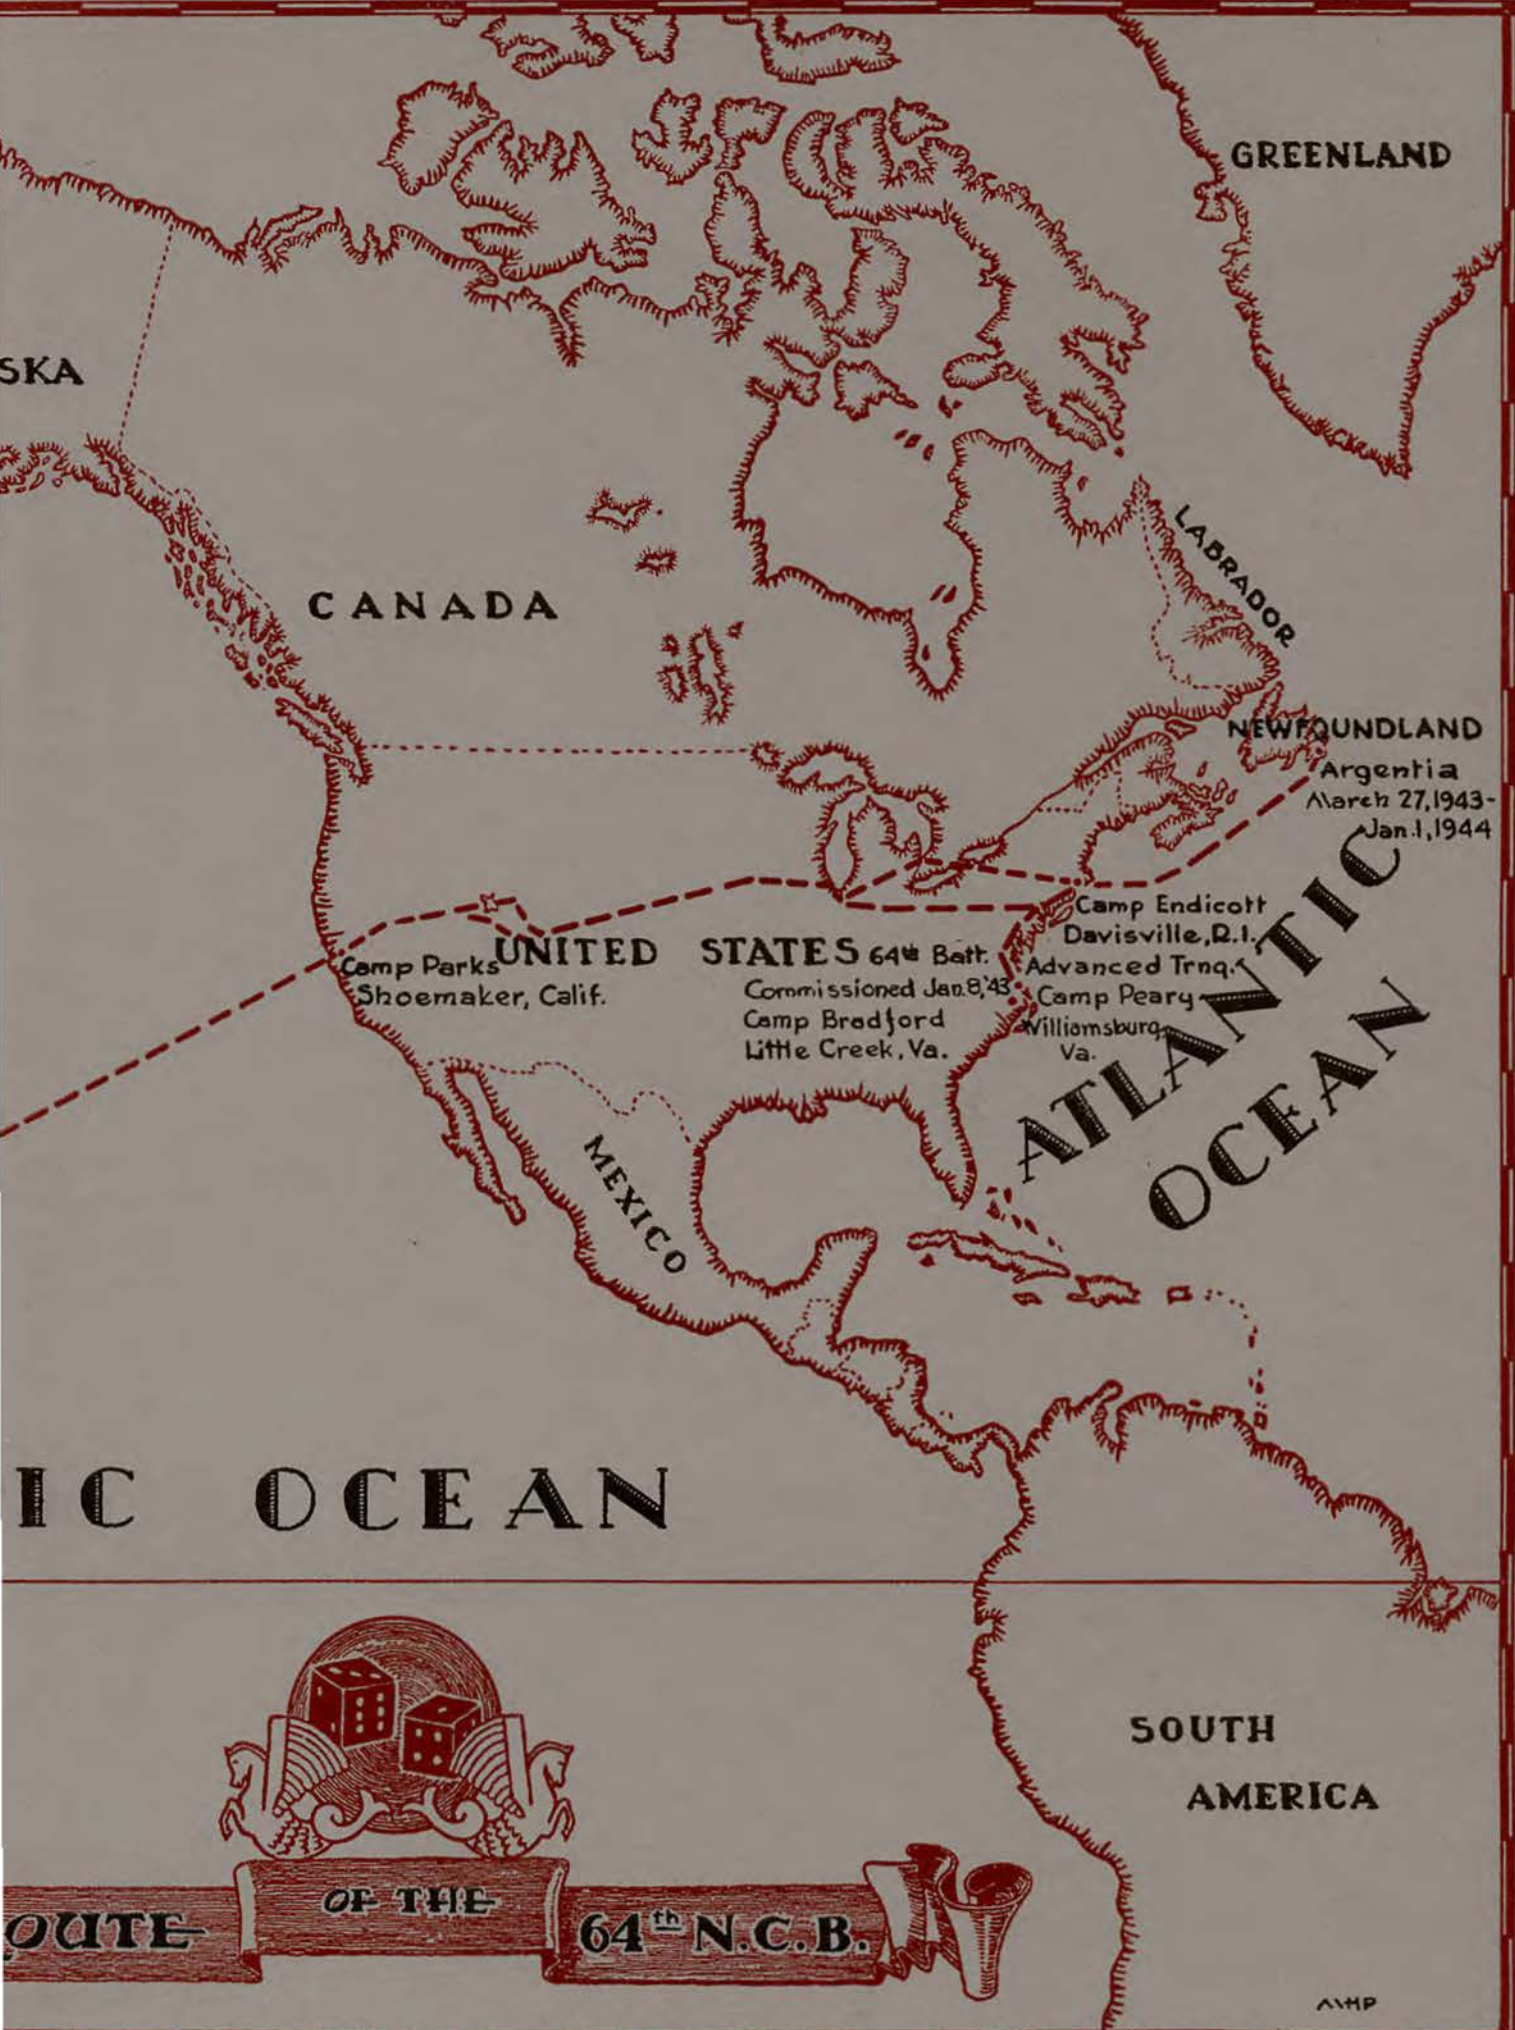 GREENLAND
SKA
CANADA
LABRADOR
NEWFOUNDLAND
Argentia
March 27, 1943-
Jan. 1, 1944
Camp Endicott
Davisville, R.I.
Advanced Trng.
Camp Peary
Williamsburg,
Va.
UNITED STATES
64th Batt.
Commissioned Jan. 8, '43
Camp Bradford
Little Creek, Va.
Camp Parks
Shoemaker, Calif.
ATLANTIC
OCEAN
MEXICO
IC OCEAN
SOUTH
AMERICA
OUTE OF THE 64th N.C.B.